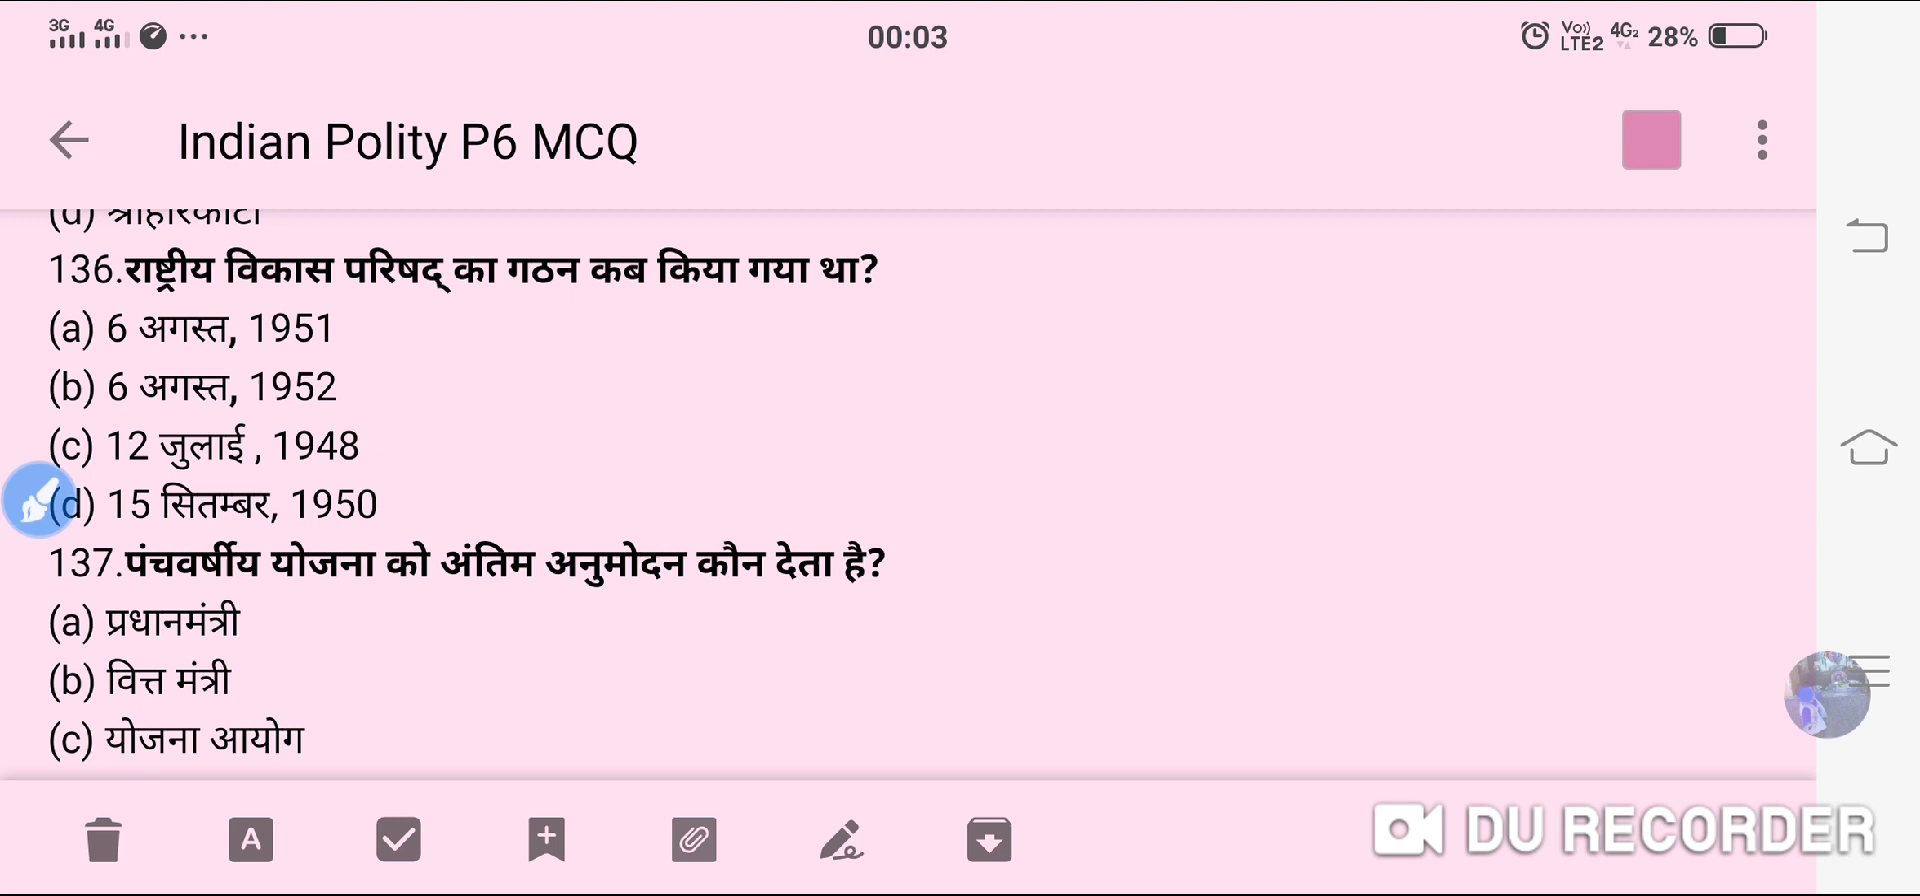 3G 4G 00:03 Vo)) LTE2 4G2 28%
Indian Polity P6 MCQ
(d) श्रीहरिकोटा
136.राष्ट्रीय विकास परिषद् का गठन कब किया गया था?
(a) 6 अगस्त, 1951
(b) 6 अगस्त, 1952
(c) 12 जुलाई , 1948
(d) 15 सितम्बर, 1950
137.पंचवर्षीय योजना को अंतिम अनुमोदन कौन देता है?
(a) प्रधानमंत्री
(b) वित्त मंत्री
(c) योजना आयोग
A
DU RECORDER